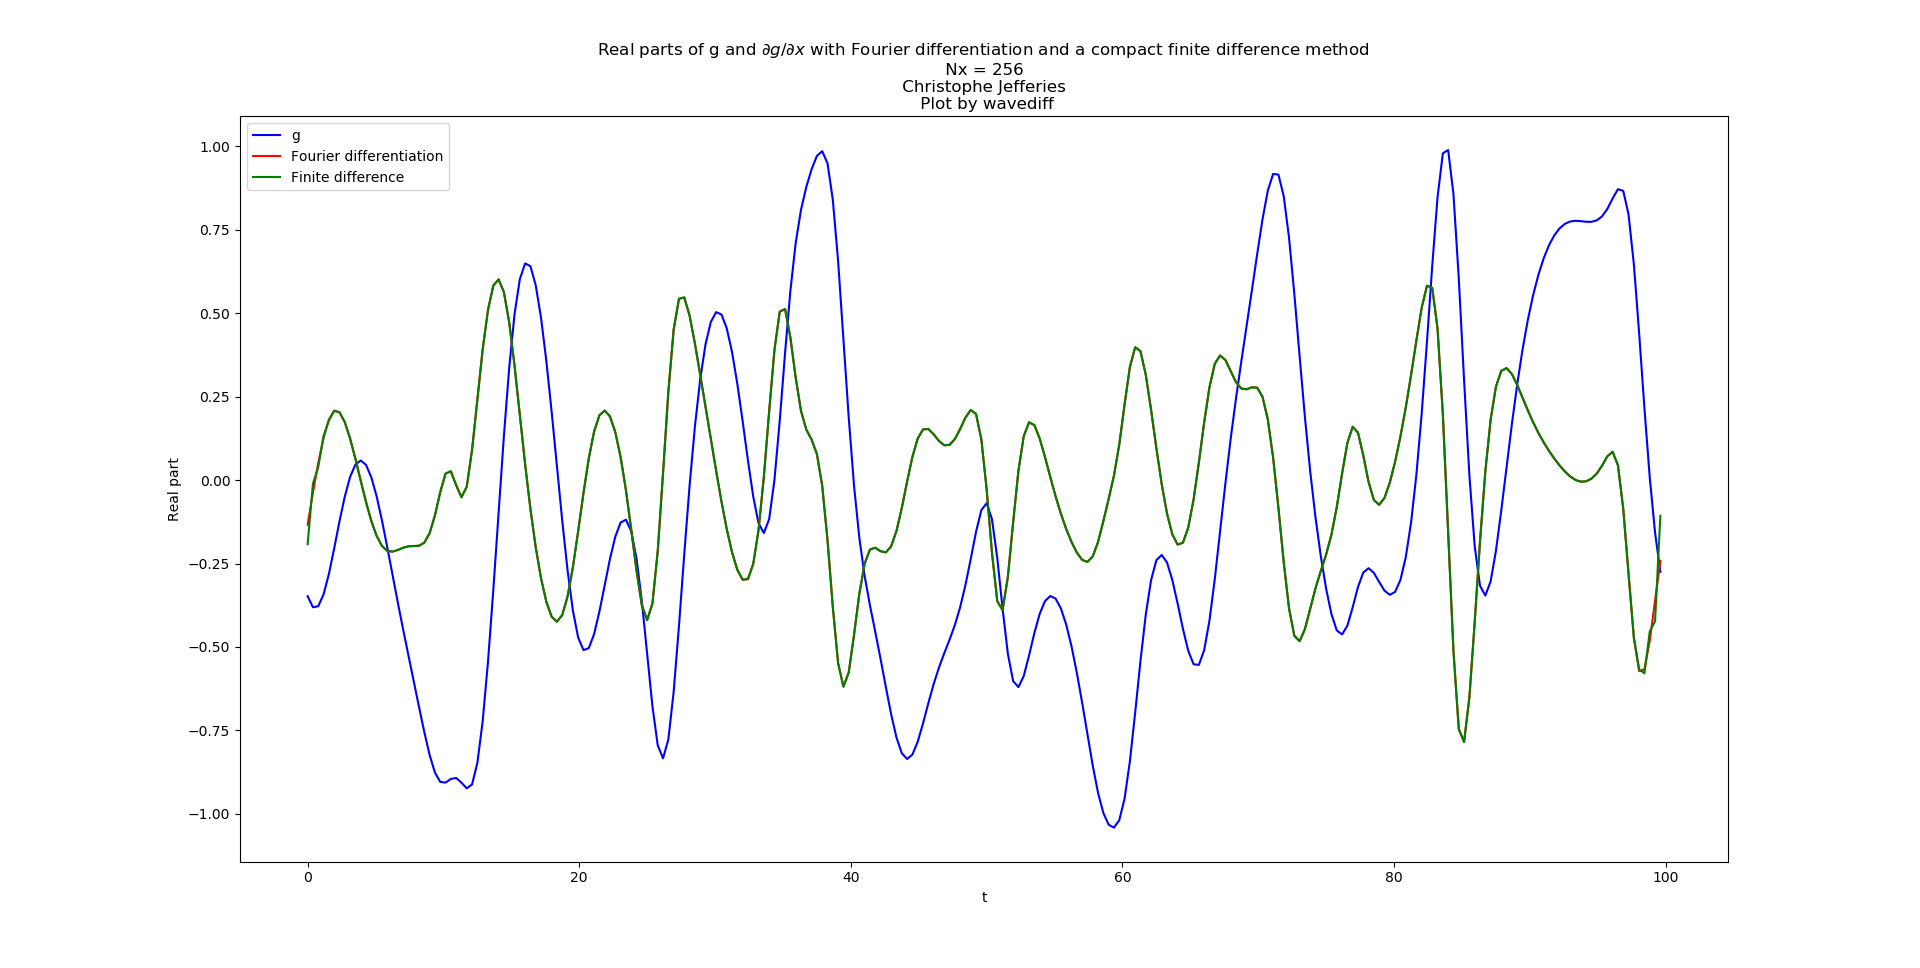 Real parts of g and ∂g/∂x with Fourier differentiation and a compact finite difference method
Nx = 256
Christophe Jefferies
Plot by wavediff
g
Fourier differentiation
Finite difference
1.00
0.75
0.50
0.25
0.00
−0.25
−0.50
−0.75
−1.00
Real part
0 20 40 60 80 100
t